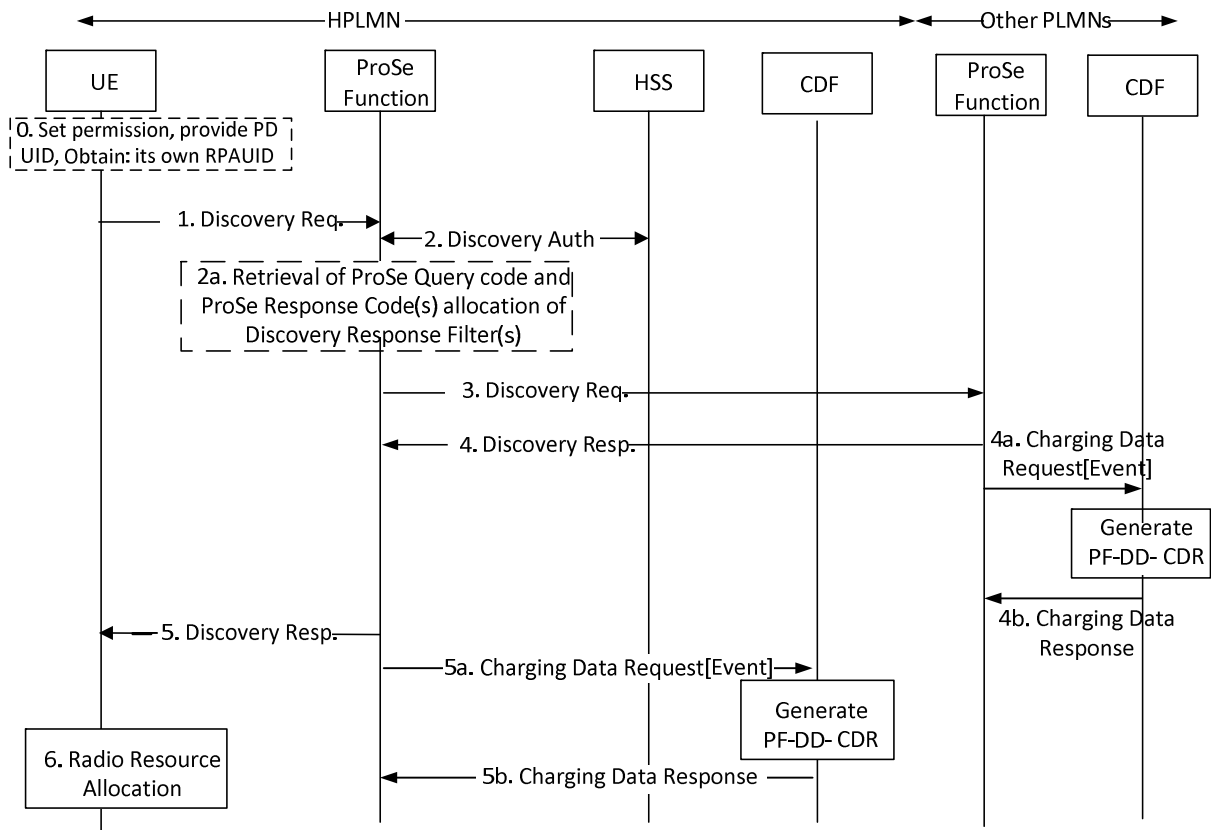 HPLMN
Other PLMNs
UE
ProSe
Function
HSS
CDF
ProSe
Function
CDF
0. Set permission, provide PD
UID, Obtain: its own RPAUID
1. Discovery Req.
2. Discovery Auth
2a. Retrieval of ProSe Query code and
ProSe Response Code(s) allocation of
Discovery Response Filter(s)
3. Discovery Req.
4. Discovery Resp.
4a. Charging Data
Request[Event]
Generate
PF-DD- CDR
4b. Charging Data
Response
5. Discovery Resp.
5a. Charging Data Request[Event]
Generate
PF-DD- CDR
5b. Charging Data Response
6. Radio Resource
Allocation